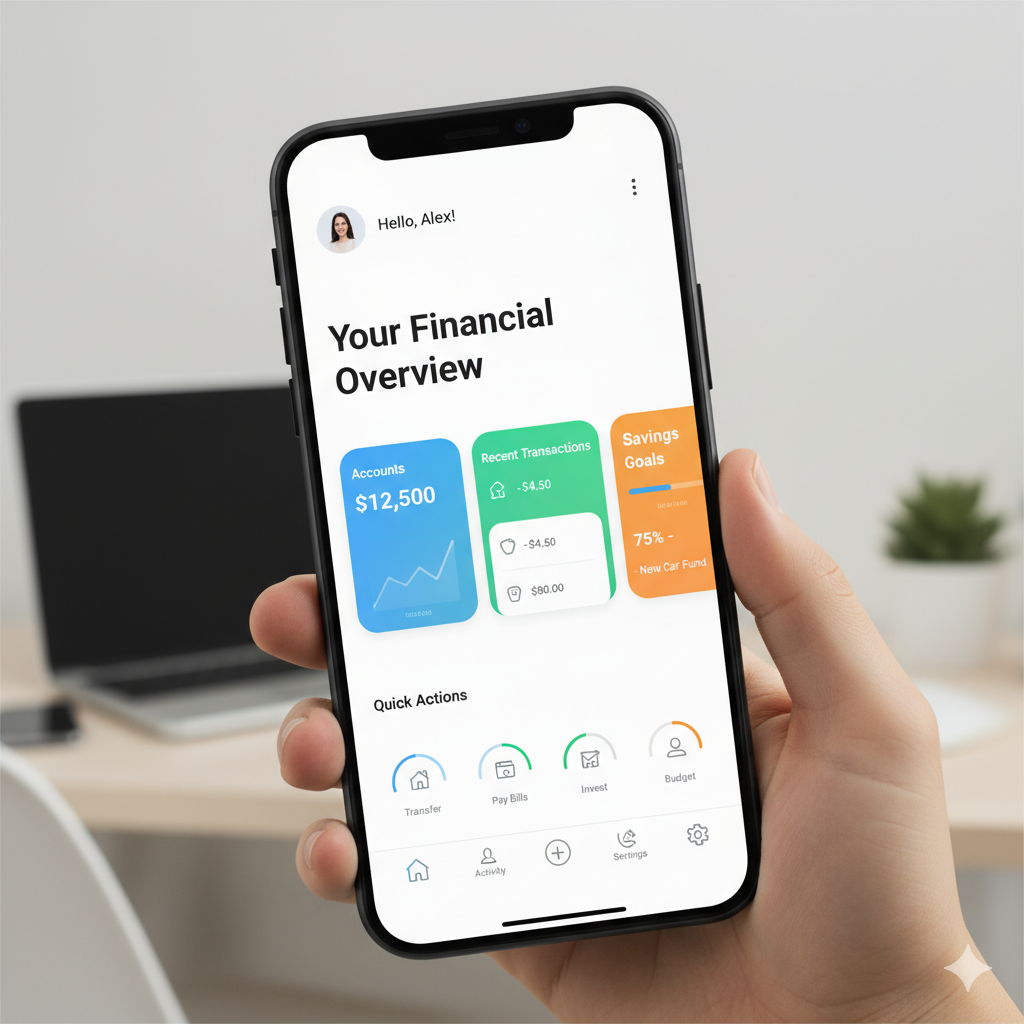 Hello, Alex!
Your Financial
Overview
Accounts
$12,500
Recent Transactions
-$4.50
-$4.50
$80.00
Savings
Goals
75% -
- New Car Fund
Quick Actions
Transfer
Pay Bills
Invest
Budget
Activity
Settings